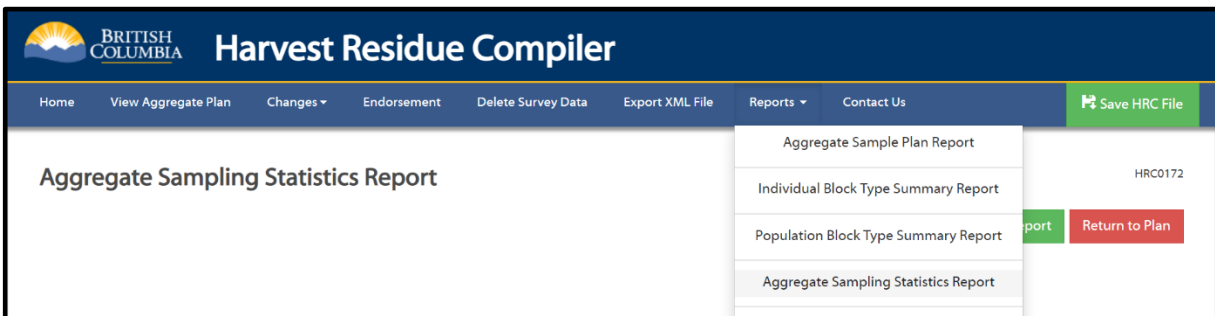 BRITISH
COLUMBIA
Harvest Residue Compiler
Home View Aggregate Plan Changes Endorsement Delete Survey Data Export XML File Reports Contact Us Save HRC File
Aggregate Sample Plan Report
Aggregate Sampling Statistics Report HRC0172
Individual Block Type Summary Report
Population Block Type Summary Report Return to Plan
Aggregate Sampling Statistics Report